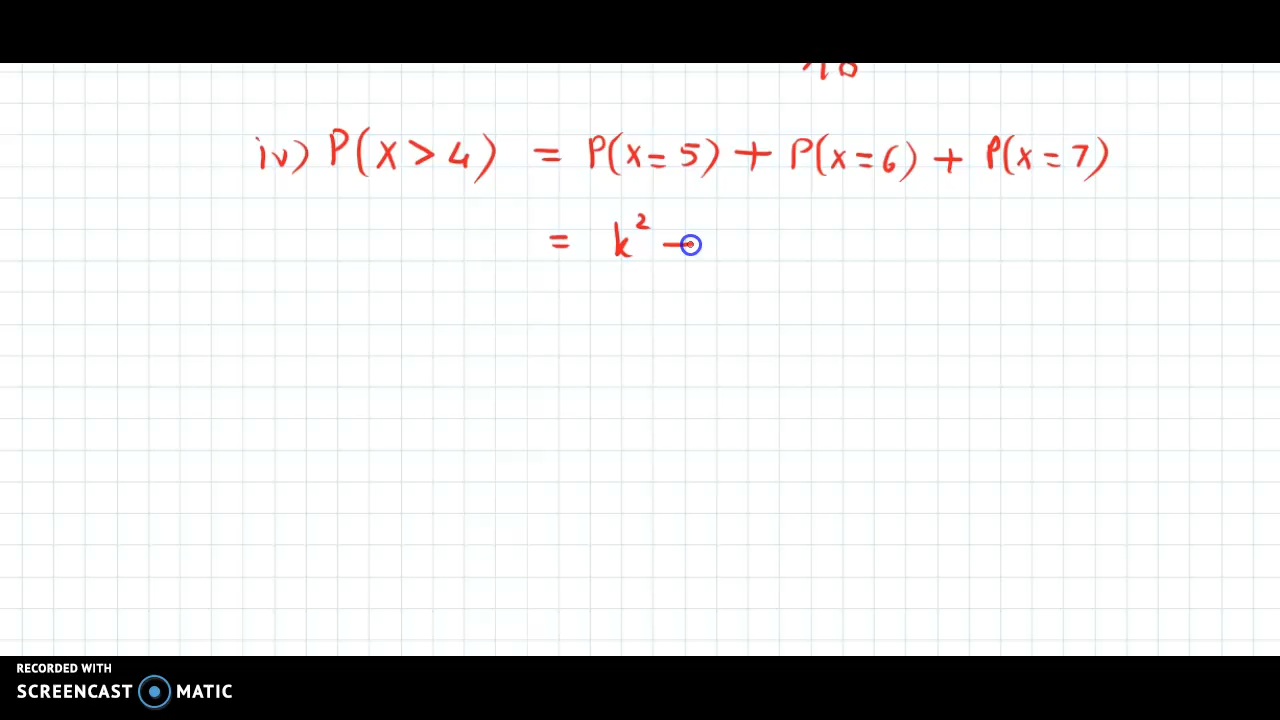 iv) P(X > 4) = P(X = 5) + P(X = 6) + P(X = 7)
= k² –
RECORDED WITH
SCREENCAST MATIC